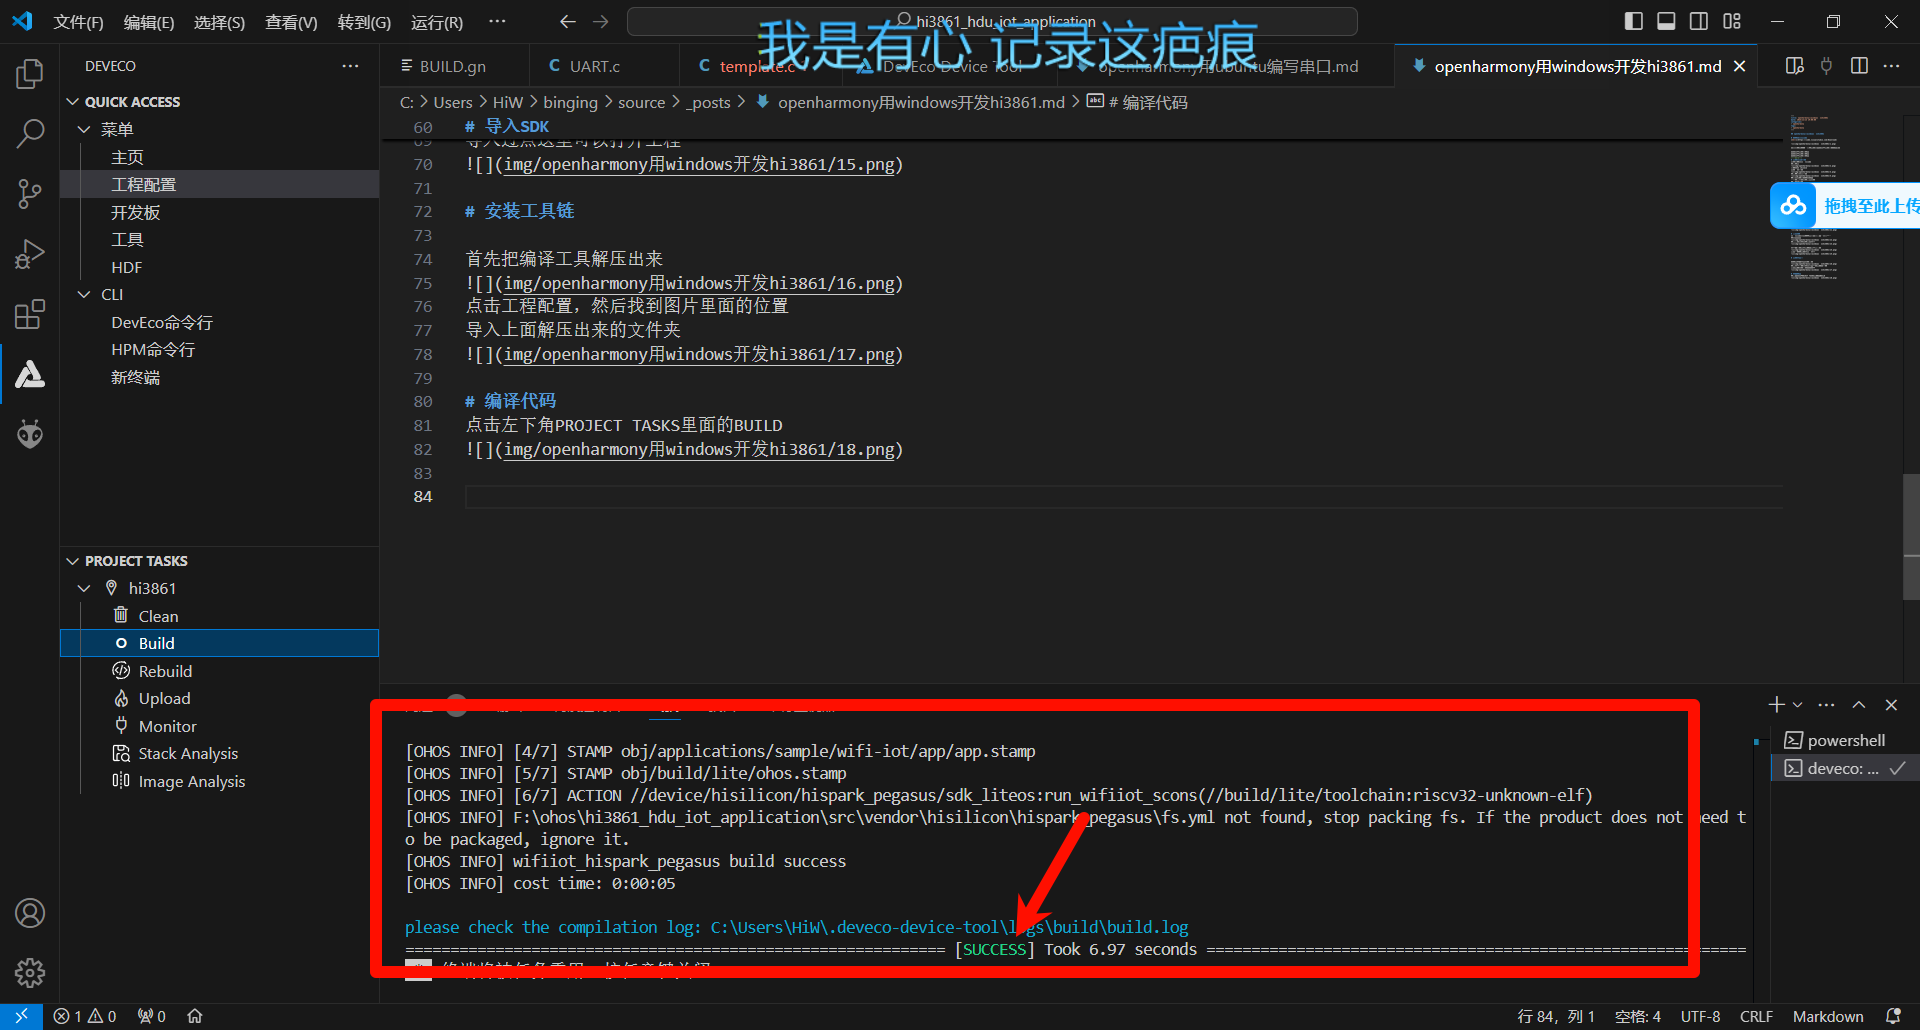 文件(F) 编辑(E) 选择(S) 查看(V) 转到(G) 运行(R) ···
hi3861_hdu_iot_application
我是有心 记录这疤痕
DEVECO
QUICK ACCESS
菜单
主页
工程配置
开发板
工具
HDF
CLI
DevEco命令行
HPM命令行
新终端
PROJECT TASKS
hi3861
Clean
Build
Rebuild
Upload
Monitor
Stack Analysis
Image Analysis
BUILD.gn
C UART.c
C template.c
DevEco Device Tool
openharmony用ubuntu编写串口.md
openharmony用windows开发hi3861.md
C: > Users > HiW > binging > source > _posts > openharmony用windows开发hi3861.md > # 编译代码
60 # 导入SDK
69 导入过点这里可以打开工程
70 ![](img/openharmony用windows开发hi3861/15.png)
71
72 # 安装工具链
73
74 首先把编译工具解压出来
75 ![](img/openharmony用windows开发hi3861/16.png)
76 点击工程配置，然后找到图片里面的位置
77 导入上面解压出来的文件夹
78 ![](img/openharmony用windows开发hi3861/17.png)
79
80 # 编译代码
81 点击左下角PROJECT TASKS里面的BUILD
82 ![](img/openharmony用windows开发hi3861/18.png)
83
84
拖拽至此上传
[OHOS INFO] [4/7] STAMP obj/applications/sample/wifi-iot/app/app.stamp
[OHOS INFO] [5/7] STAMP obj/build/lite/ohos.stamp
[OHOS INFO] [6/7] ACTION //device/hisilicon/hispark_pegasus/sdk_liteos:run_wifiiot_scons(//build/lite/toolchain:riscv32-unknown-elf)
[OHOS INFO] F:\ohos\hi3861_hdu_iot_application\src\vendor\hisilicon\hispark_pegasus\fs.yml not found, stop packing fs. If the product does not need t
o be packaged, ignore it.
[OHOS INFO] wifiiot_hispark_pegasus build success
[OHOS INFO] cost time: 0:00:05
please check the compilation log: C:\Users\HiW\.deveco-device-tool\logs\build\build.log
============================================================ [SUCCESS] Took 6.97 seconds ============================================================
powershell
deveco: ...
1 0 0
行 84，列 1 空格: 4 UTF-8 CRLF Markdown